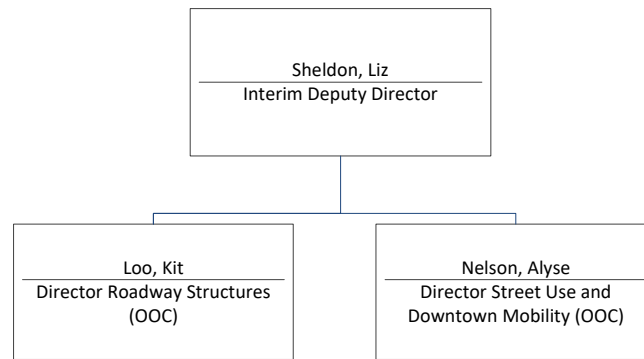 Sheldon, Liz
Interim Deputy Director
Loo, Kit
Director Roadway Structures
(OOC)
Nelson, Alyse
Director Street Use and
Downtown Mobility (OOC)